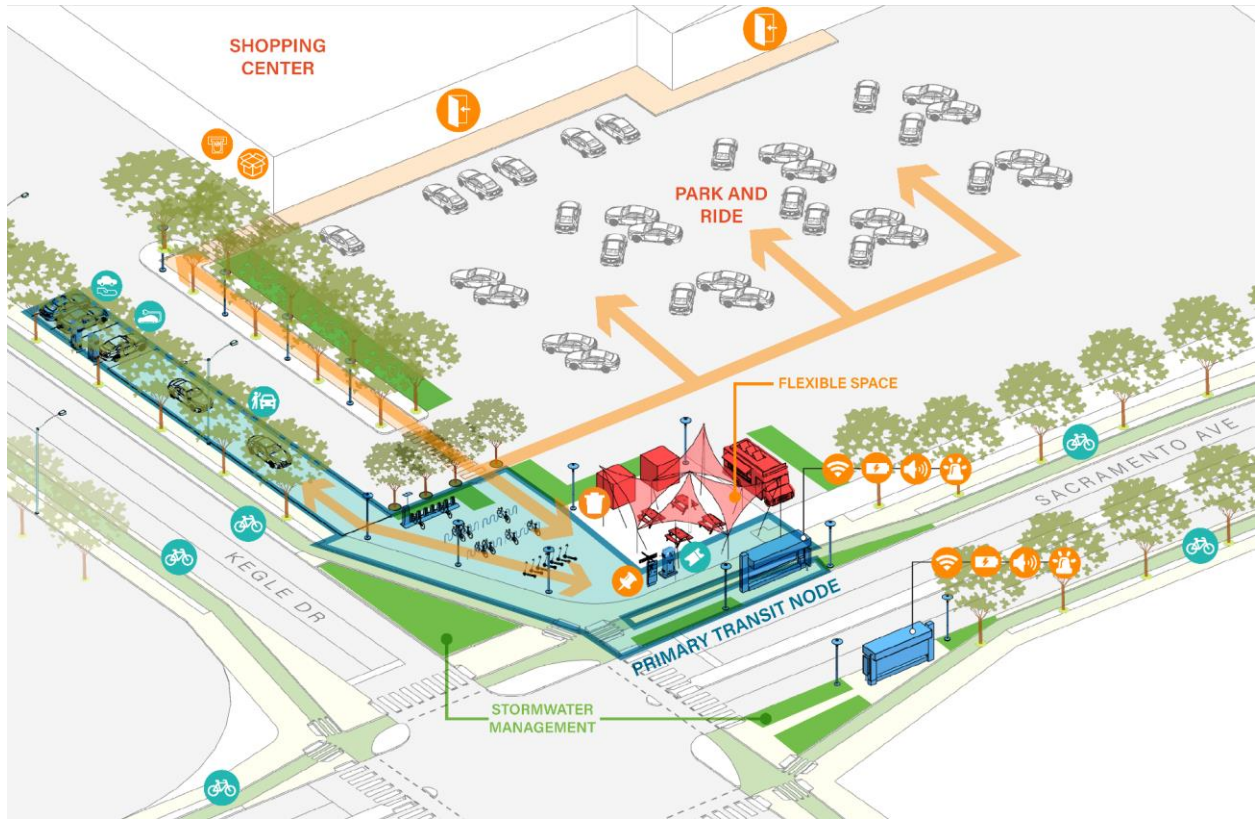 SHOPPING
CENTER
PARK AND
RIDE
FLEXIBLE SPACE
SACRAMENTO AVE
KEGLE DR
PRIMARY TRANSIT NODE
STORMWATER
MANAGEMENT